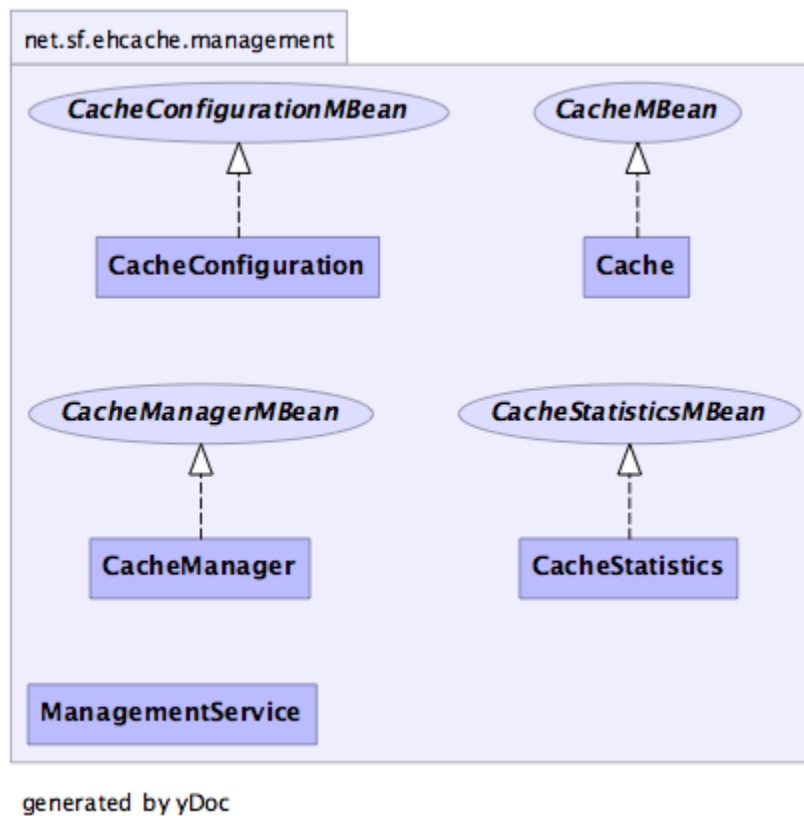 net.sf.ehcache.management
CacheConfigurationMBean
CacheMBean
CacheConfiguration
Cache
CacheManagerMBean
CacheStatisticsMBean
CacheManager
CacheStatistics
ManagementService
generated by yDoc